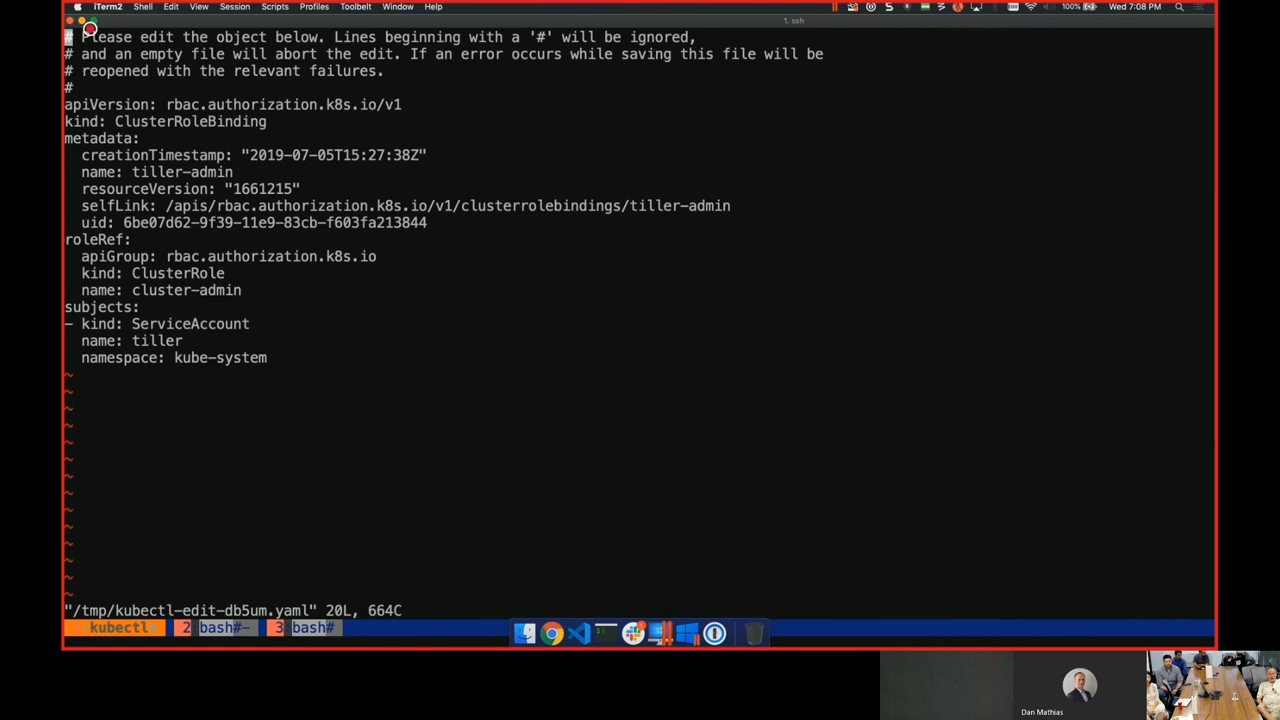 iTerm2 Shell Edit View Session Scripts Profiles Toolbelt Window Help 100% Wed 7:08 PM
1. ssh
# Please edit the object below. Lines beginning with a '#' will be ignored,
# and an empty file will abort the edit. If an error occurs while saving this file will be
# reopened with the relevant failures.
#
apiVersion: rbac.authorization.k8s.io/v1
kind: ClusterRoleBinding
metadata:
  creationTimestamp: "2019-07-05T15:27:38Z"
  name: tiller-admin
  resourceVersion: "1661215"
  selfLink: /apis/rbac.authorization.k8s.io/v1/clusterrolebindings/tiller-admin
  uid: 6be07d62-9f39-11e9-83cb-f603fa213844
roleRef:
  apiGroup: rbac.authorization.k8s.io
  kind: ClusterRole
  name: cluster-admin
subjects:
- kind: ServiceAccount
  name: tiller
  namespace: kube-system
~
~
~
~
~
~
~
~
~
~
~
~
~
~
"/tmp/kubectl-edit-db5um.yaml" 20L, 664C
kubectl 2 bash#- 3 bash#
Dan Mathias